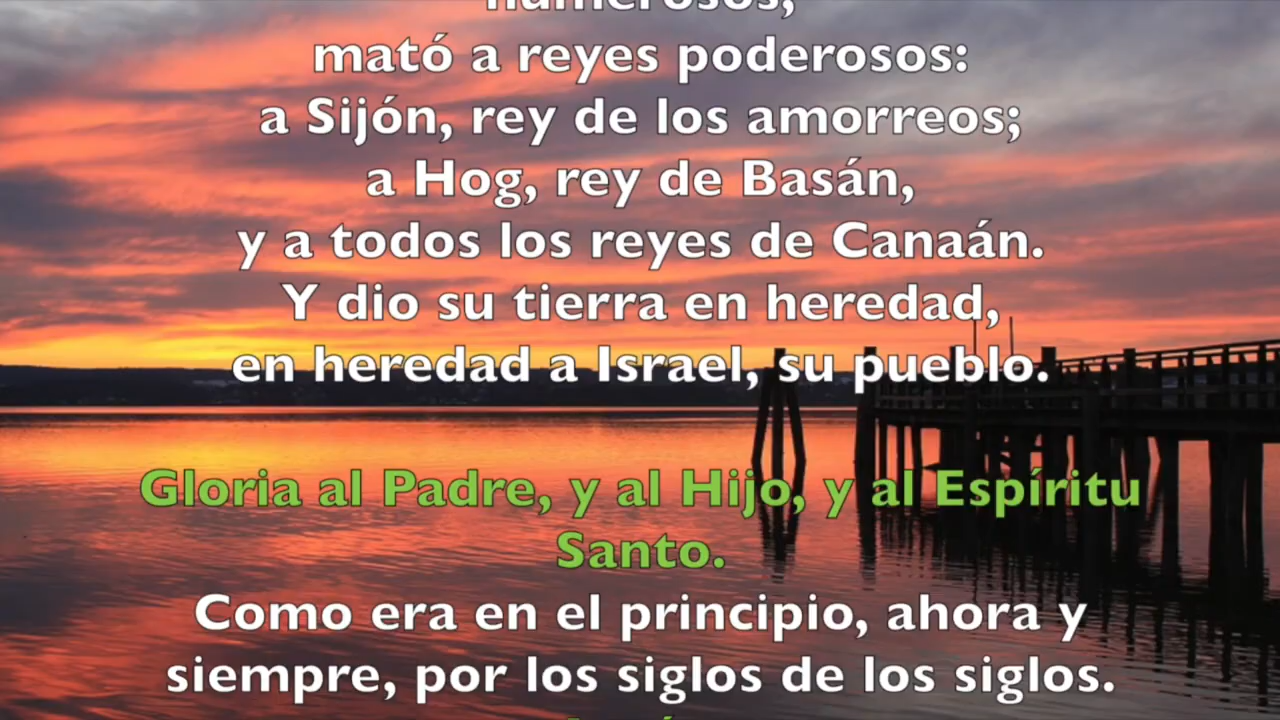 numerosos,
mató a reyes poderosos:
a Sijón, rey de los amorreos;
a Hog, rey de Basán,
y a todos los reyes de Canaán.
Y dio su tierra en heredad,
en heredad a Israel, su pueblo.
Gloria al Padre, y al Hijo, y al Espíritu
Santo.
Como era en el principio, ahora y
siempre, por los siglos de los siglos.